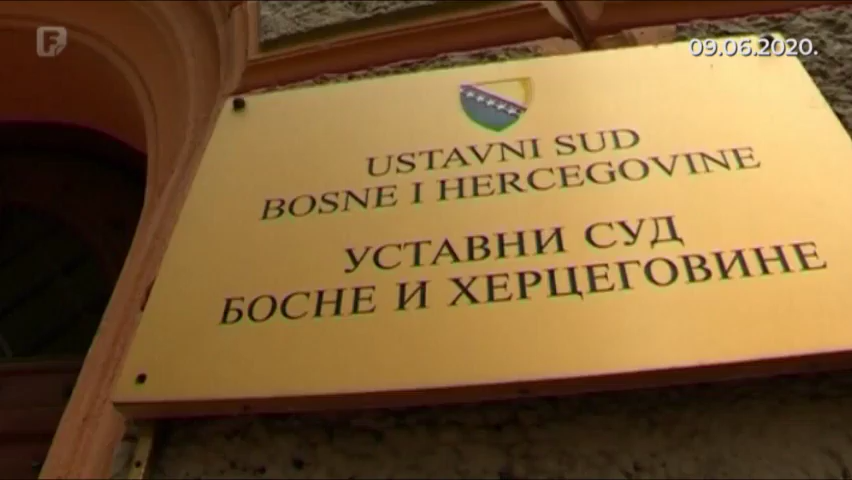 09.06.2020.
USTAVNI SUD
BOSNE I HERCEGOVINE
УСТАВНИ СУД
БОСНЕ И ХЕРЦЕГОВИНЕ